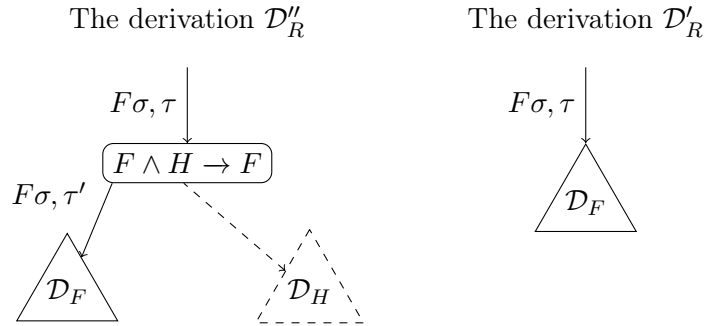 The derivation 𝒟″_R
The derivation 𝒟′_R
Fσ, τ
Fσ, τ
F ∧ H → F
Fσ, τ′
𝒟_F
𝒟_F
𝒟_H